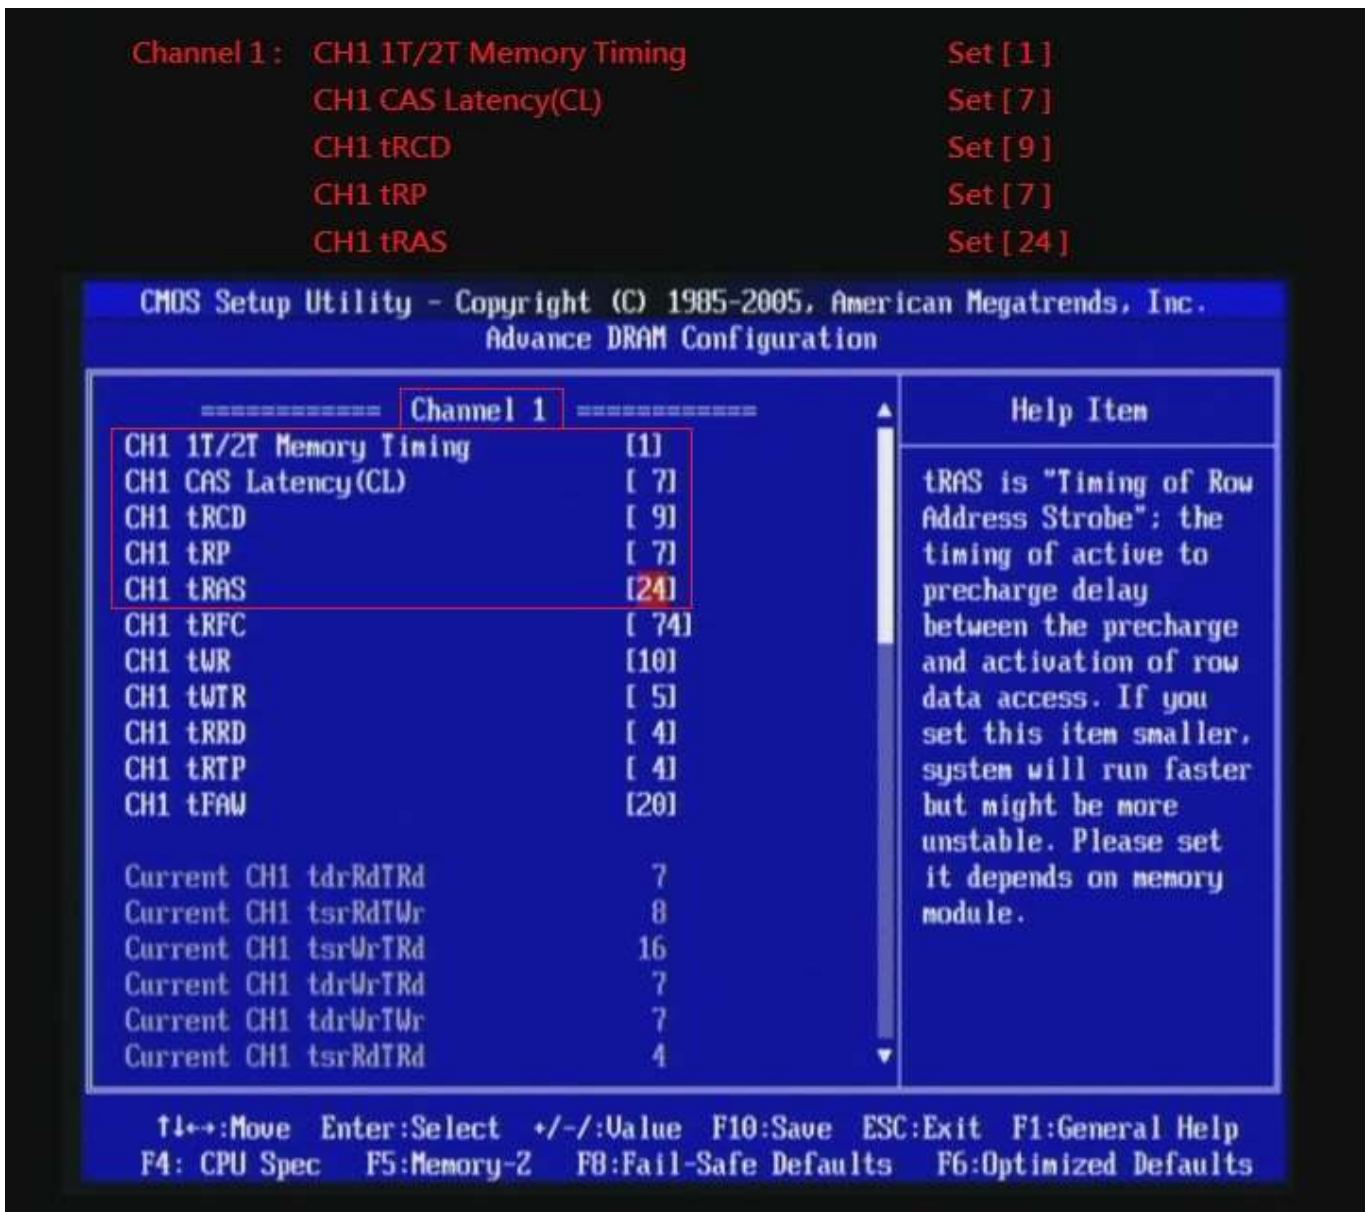 Channel 1 : CH1 1T/2T Memory Timing Set [ 1 ]
CH1 CAS Latency(CL) Set [ 7 ]
CH1 tRCD Set [ 9 ]
CH1 tRP Set [ 7 ]
CH1 tRAS Set [ 24 ]
CMOS Setup Utility - Copyright (C) 1985-2005, American Megatrends, Inc.
Advance DRAM Configuration
============ Channel 1 ============
CH1 1T/2T Memory Timing [1]
CH1 CAS Latency(CL) [ 7]
CH1 tRCD [ 9]
CH1 tRP [ 7]
CH1 tRAS [24]
CH1 tRFC [ 74]
CH1 tWR [10]
CH1 tWTR [ 5]
CH1 tRRD [ 4]
CH1 tRTP [ 4]
CH1 tFAW [20]
Current CH1 tdrRdTRd 7
Current CH1 tsrRdTWr 8
Current CH1 tsrWrTRd 16
Current CH1 tdrWrTRd 7
Current CH1 tdrWrTWr 7
Current CH1 tsrRdTRd 4
Help Item
tRAS is "Timing of Row
Address Strobe"; the
timing of active to
precharge delay
between the precharge
and activation of row
data access. If you
set this item smaller,
system will run faster
but might be more
unstable. Please set
it depends on memory
module.
↑↓←→:Move Enter:Select +/-/:Value F10:Save ESC:Exit F1:General Help
F4: CPU Spec F5:Memory-Z F8:Fail-Safe Defaults F6:Optimized Defaults